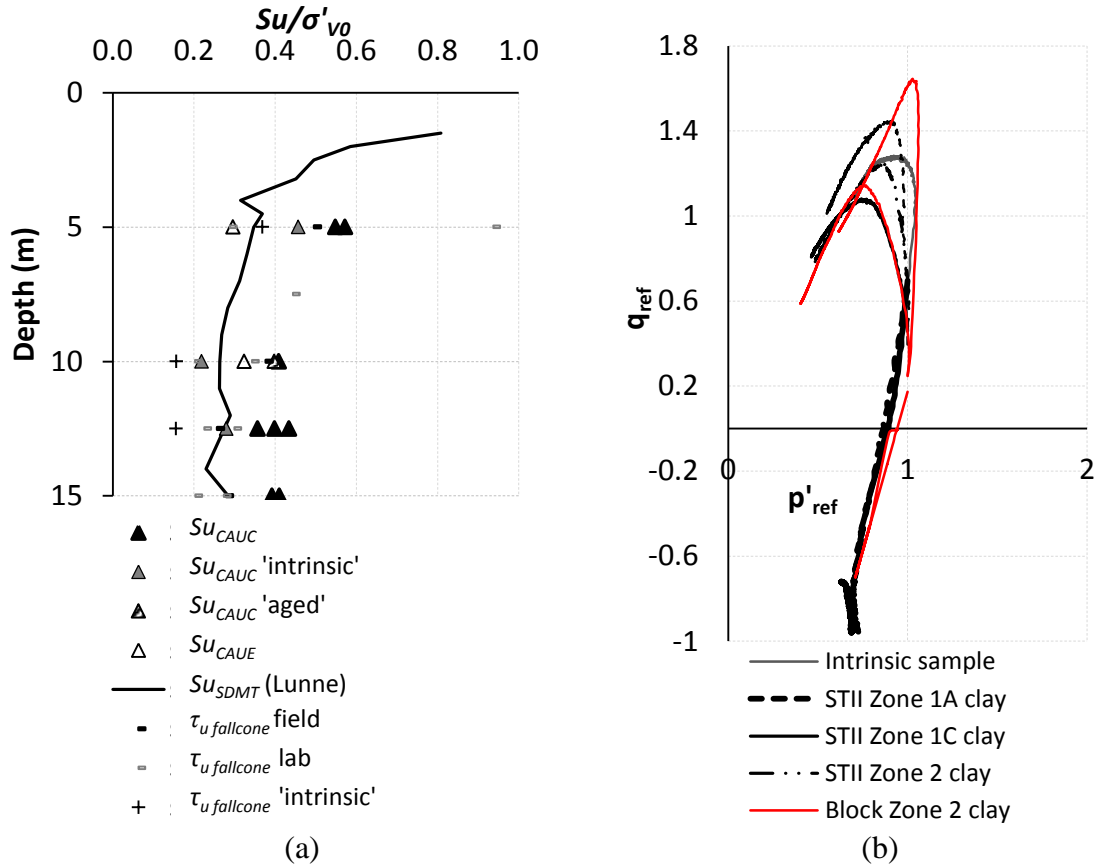 Su/σ'V0
0.0 0.2 0.4 0.6 0.8 1.0
0
5
10
15
Depth (m)
SuCAUC
SuCAUC 'intrinsic'
SuCAUC 'aged'
SuCAUE
SuSDMT (Lunne)
τu fallcone field
τu fallcone lab
τu fallcone 'intrinsic'
(a)
1.8
1.4
1
0.6
0.2
-0.2
-0.6
-1
qref
0 1 2
p'ref
Intrinsic sample
STII Zone 1A clay
STII Zone 1C clay
STII Zone 2 clay
Block Zone 2 clay
(b)